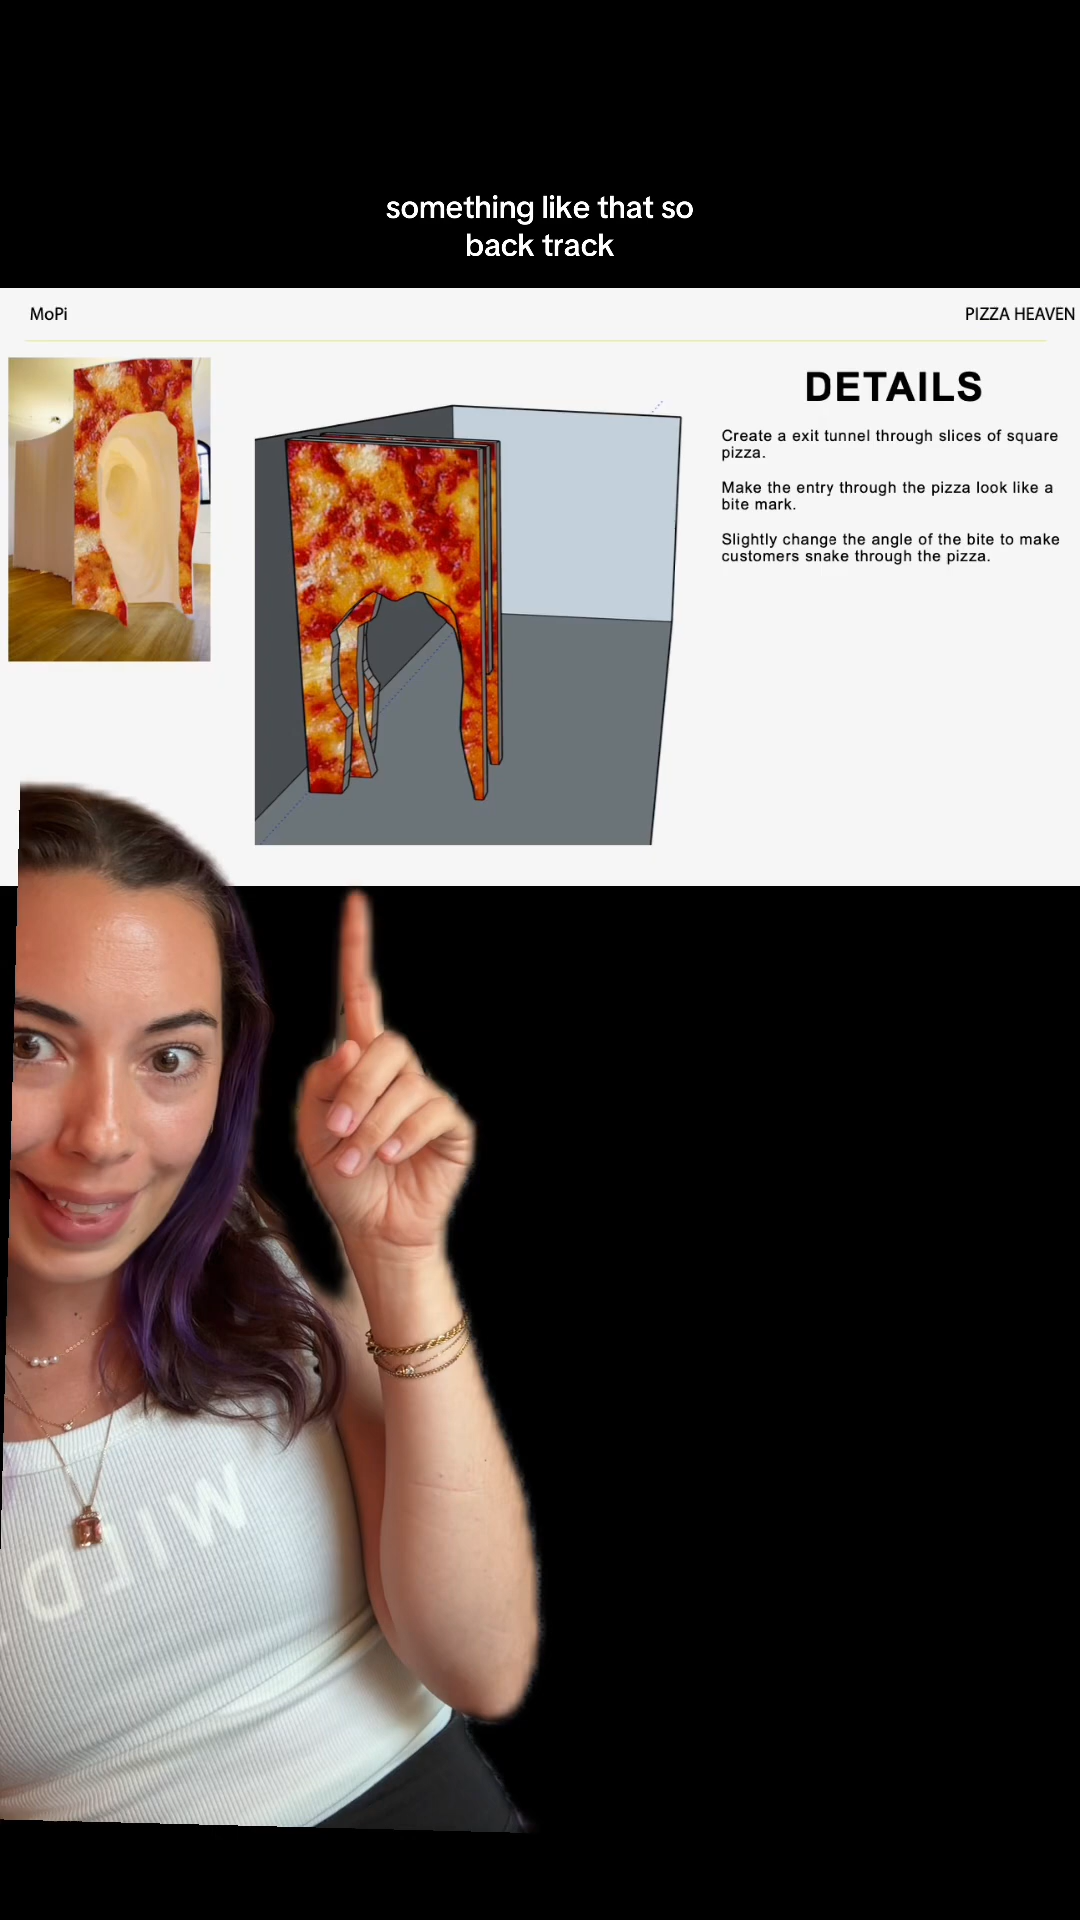 something like that so
back track
MoPi
PIZZA HEAVEN
DETAILS
Create a exit tunnel through slices of square
pizza.
Make the entry through the pizza look like a
bite mark.
Slightly change the angle of the bite to make
customers snake through the pizza.
WILD